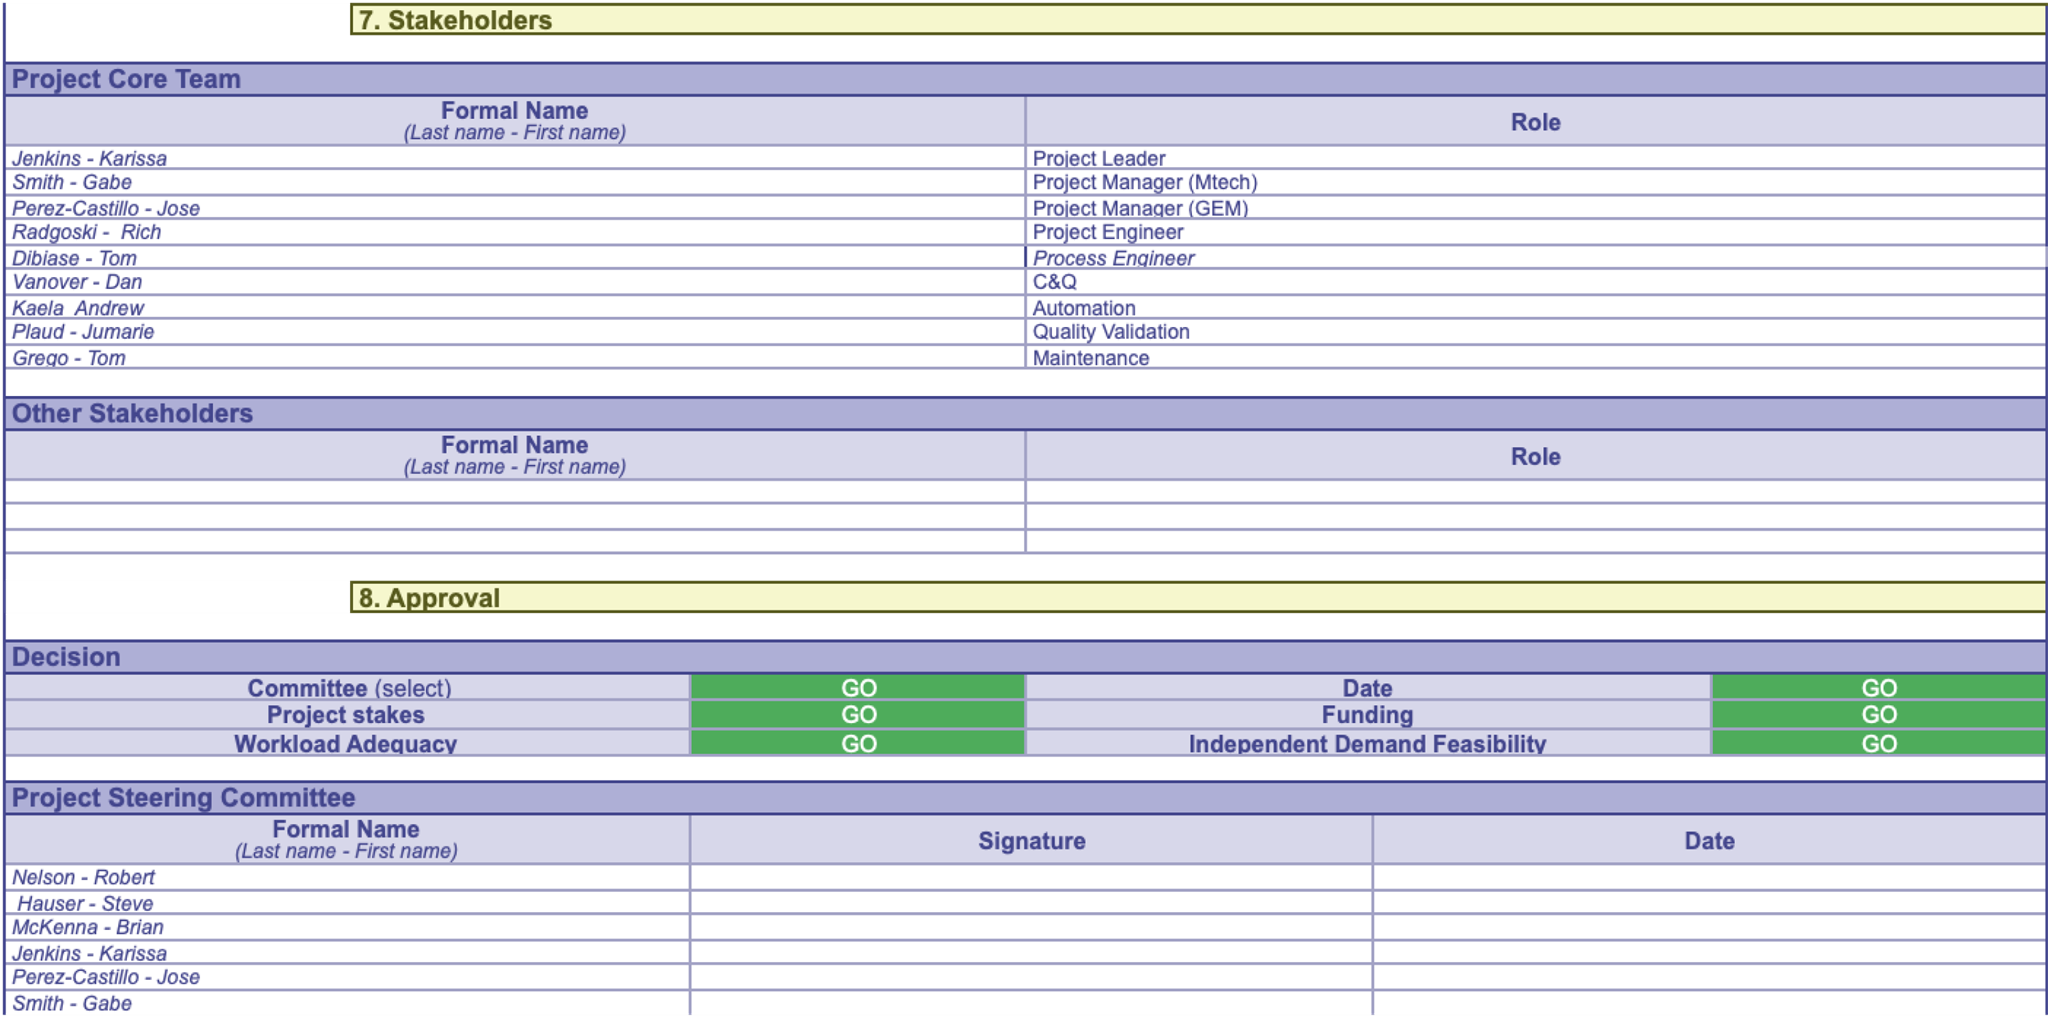 7. Stakeholders
Project Core Team
Formal Name
(Last name - First name)
Role
Jenkins - Karissa
Project Leader
Smith - Gabe
Project Manager (Mtech)
Perez-Castillo - Jose
Project Manager (GEM)
Radgoski -  Rich
Project Engineer
Dibiase - Tom
Process Engineer
Vanover - Dan
C&Q
Kaela  Andrew
Automation
Plaud - Jumarie
Quality Validation
Grego - Tom
Maintenance
Other Stakeholders
Formal Name
(Last name - First name)
Role
8. Approval
Decision
Committee (select)
GO
Date
GO
Project stakes
GO
Funding
GO
Workload Adequacy
GO
Independent Demand Feasibility
GO
Project Steering Committee
Formal Name
(Last name - First name)
Signature
Date
Nelson - Robert
Hauser - Steve
McKenna - Brian
Jenkins - Karissa
Perez-Castillo - Jose
Smith - Gabe